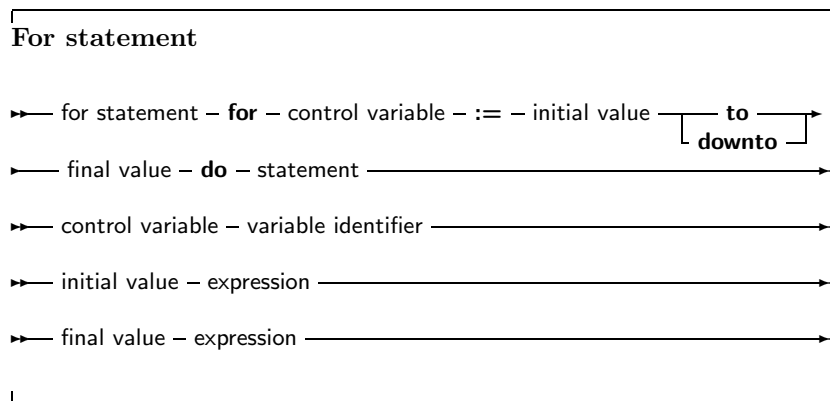 For statement
for statement – for – control variable – := – initial value to
downto
final value – do – statement
control variable – variable identifier
initial value – expression
final value – expression